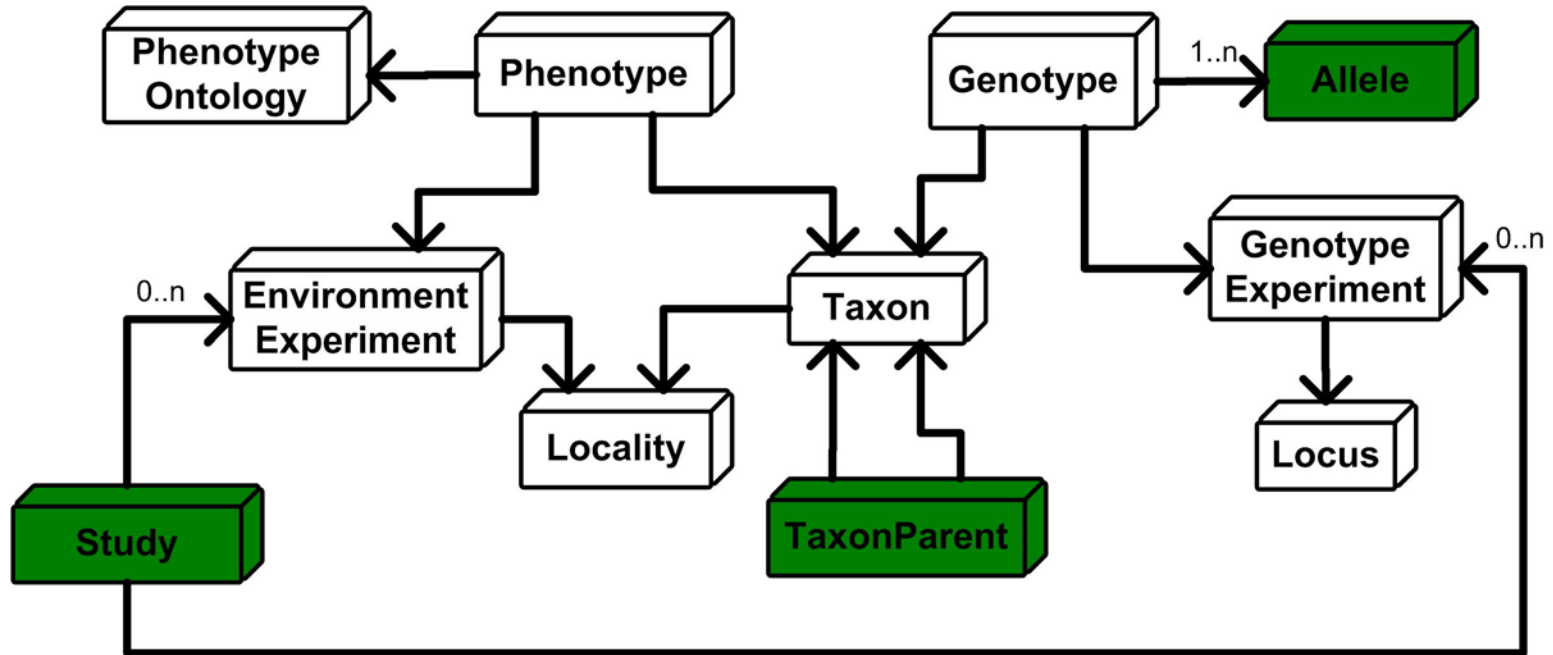 Phenotype
Ontology
Phenotype
Genotype
1..n
Allele
Genotype
Experiment
0..n
0..n
Environment
Experiment
Taxon
Locality
Locus
Study
TaxonParent